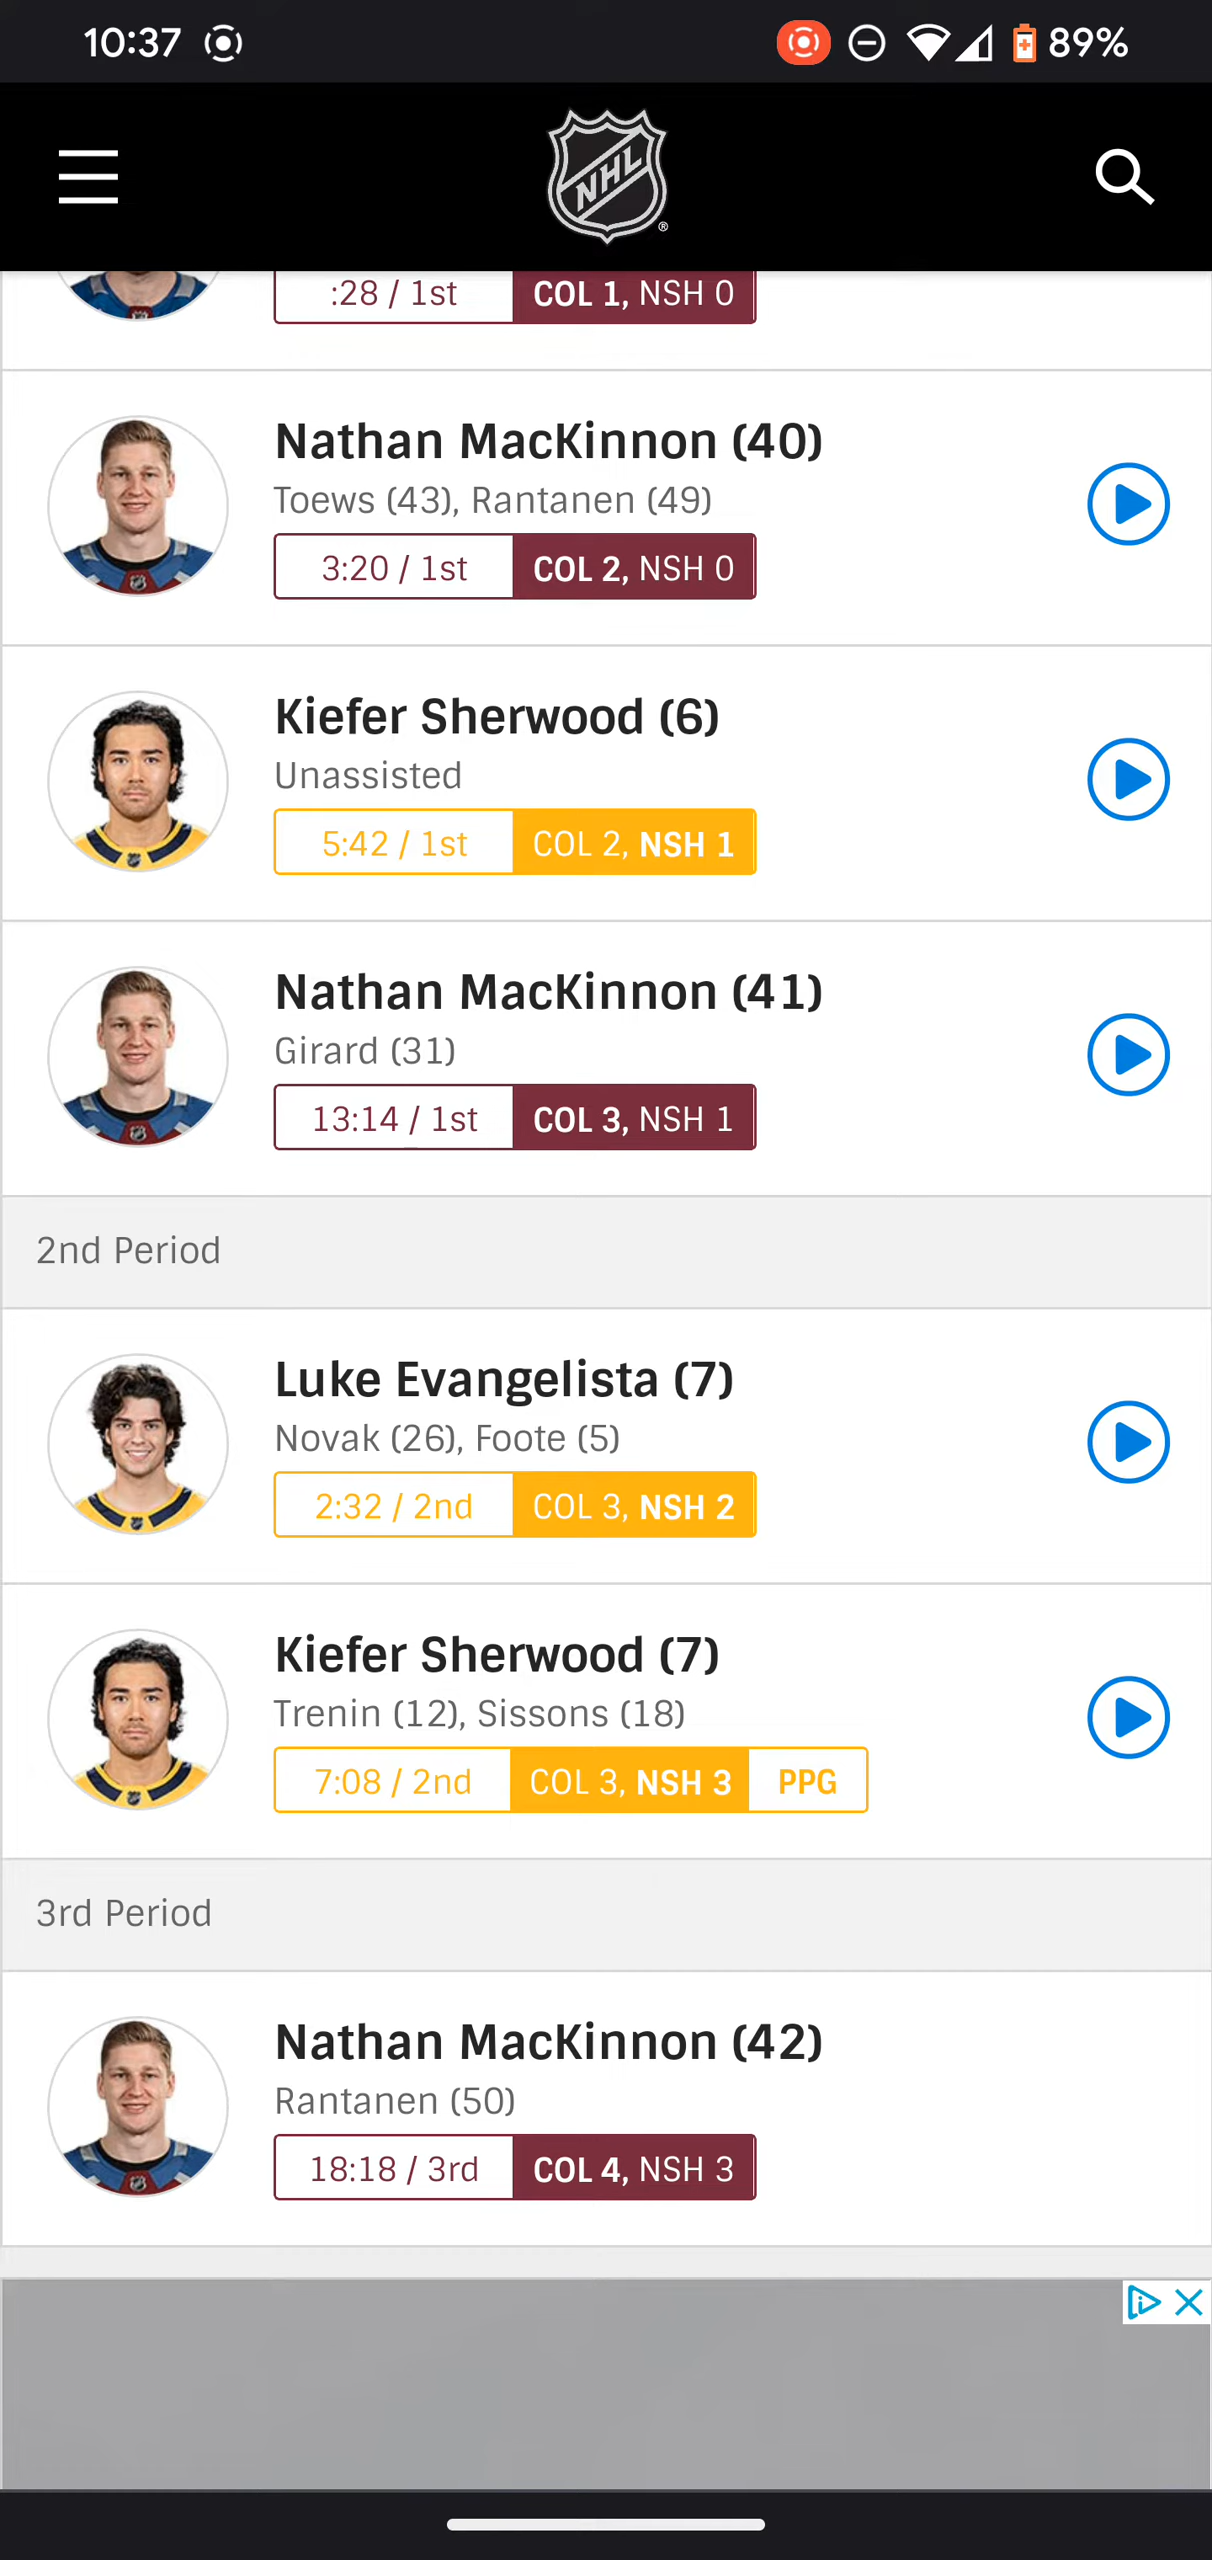 10:37
89%
NHL
®
:28 / 1st COL 1, NSH 0
Nathan MacKinnon (40)
Toews (43), Rantanen (49)
3:20 / 1st COL 2, NSH 0
Kiefer Sherwood (6)
Unassisted
5:42 / 1st COL 2, NSH 1
Nathan MacKinnon (41)
Girard (31)
13:14 / 1st COL 3, NSH 1
2nd Period
Luke Evangelista (7)
Novak (26), Foote (5)
2:32 / 2nd COL 3, NSH 2
Kiefer Sherwood (7)
Trenin (12), Sissons (18)
7:08 / 2nd COL 3, NSH 3 PPG
3rd Period
Nathan MacKinnon (42)
Rantanen (50)
18:18 / 3rd COL 4, NSH 3